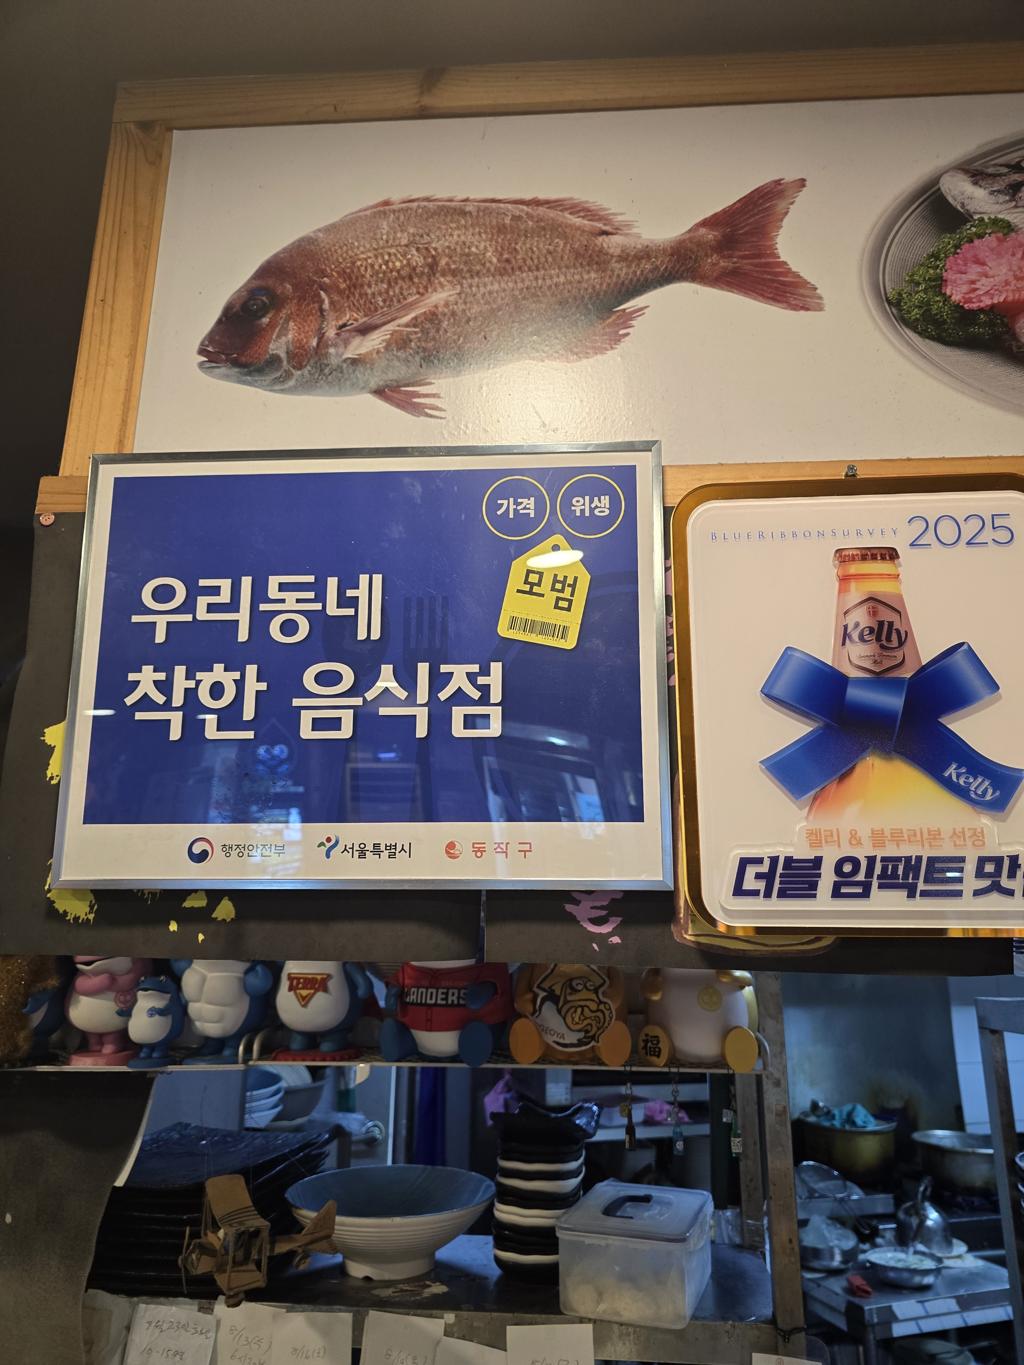 가격 위생
모범
우리동네
착한 음식점
행정안전부 서울특별시 동작구
BLUERIBBONSURVEY 2025
Kelly
Kelly
켈리 & 블루리본 선정
더블 임팩트 맛
TERRA
LANDERS
GEOYA
福